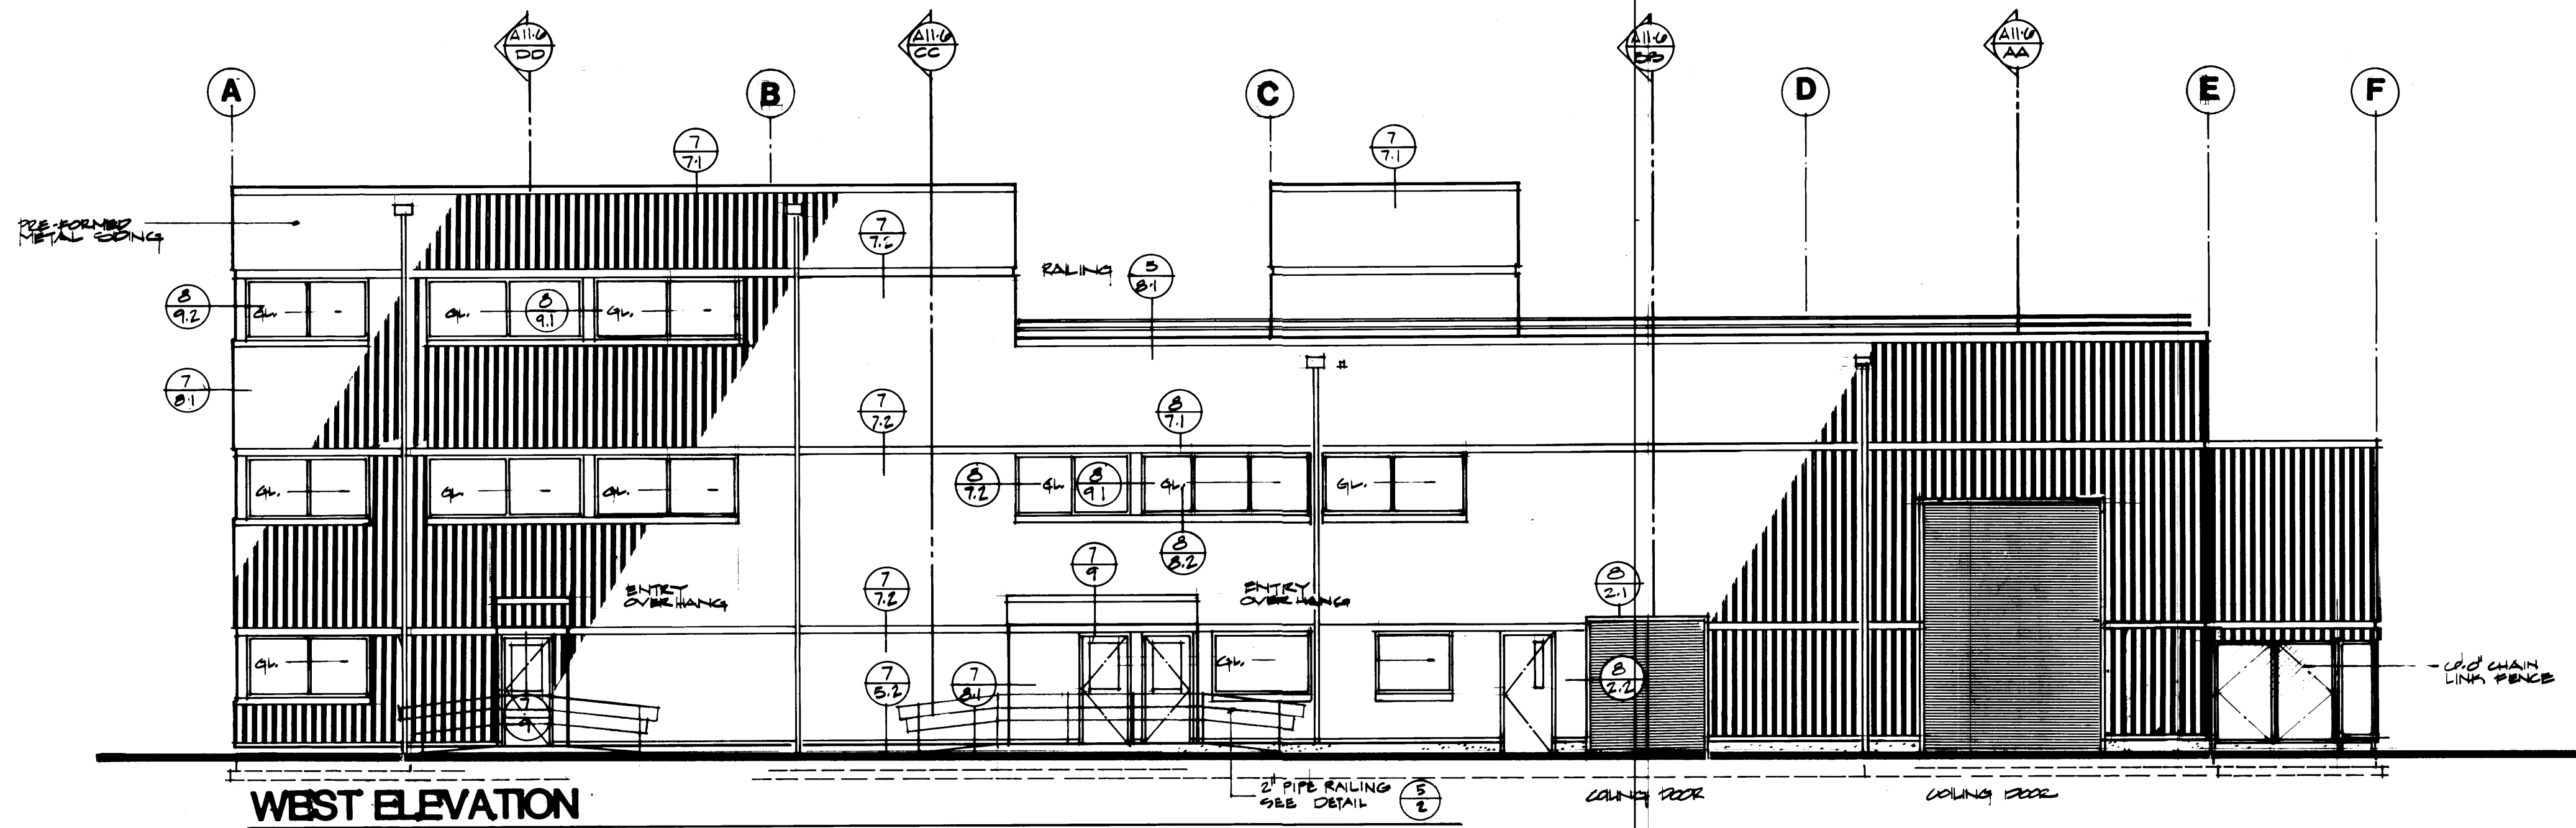 A11.6
DD
A11.6
CC
A11.6
BB
A11.6
AA
A
B
C
D
E
F
7
7.1
7
7.1
PRE-FORMED
METAL SIDING
7
RAILING
5
8.1
8
9.2
GL.
GL.
8
9.1
GL.
7
8.1
7
7.2
8
7.1
#
GL.
GL.
GL.
8
7.2
GL.
8
9.1
GL.
GL.
8
8.2
7
9
ENTRY
OVERHANG
7
7.2
ENTRY
OVERHANG
8
2.1
GL.
7
9
7
5.2
7
8.1
GL.
8
2.2
6'.0" CHAIN
LINK FENCE
2" PIPE RAILING
SEE DETAIL
5
2
COILING DOOR
COILING DOOR
WEST ELEVATION